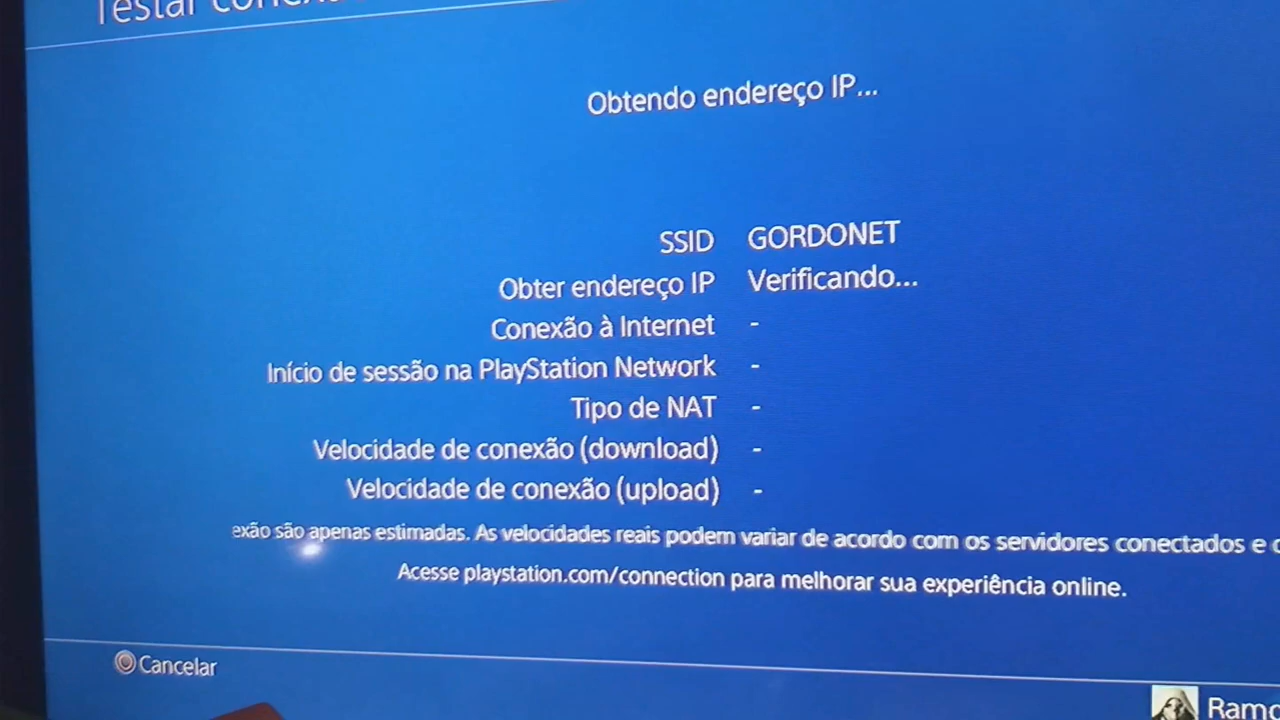 Testar conexão
Obtendo endereço IP...
SSID GORDONET
Obter endereço IP Verificando...
Conexão à Internet -
Início de sessão na PlayStation Network -
Tipo de NAT -
Velocidade de conexão (download) -
Velocidade de conexão (upload) -
exão são apenas estimadas. As velocidades reais podem variar de acordo com os servidores conectados e
Acesse playstation.com/connection para melhorar sua experiência online.
Cancelar